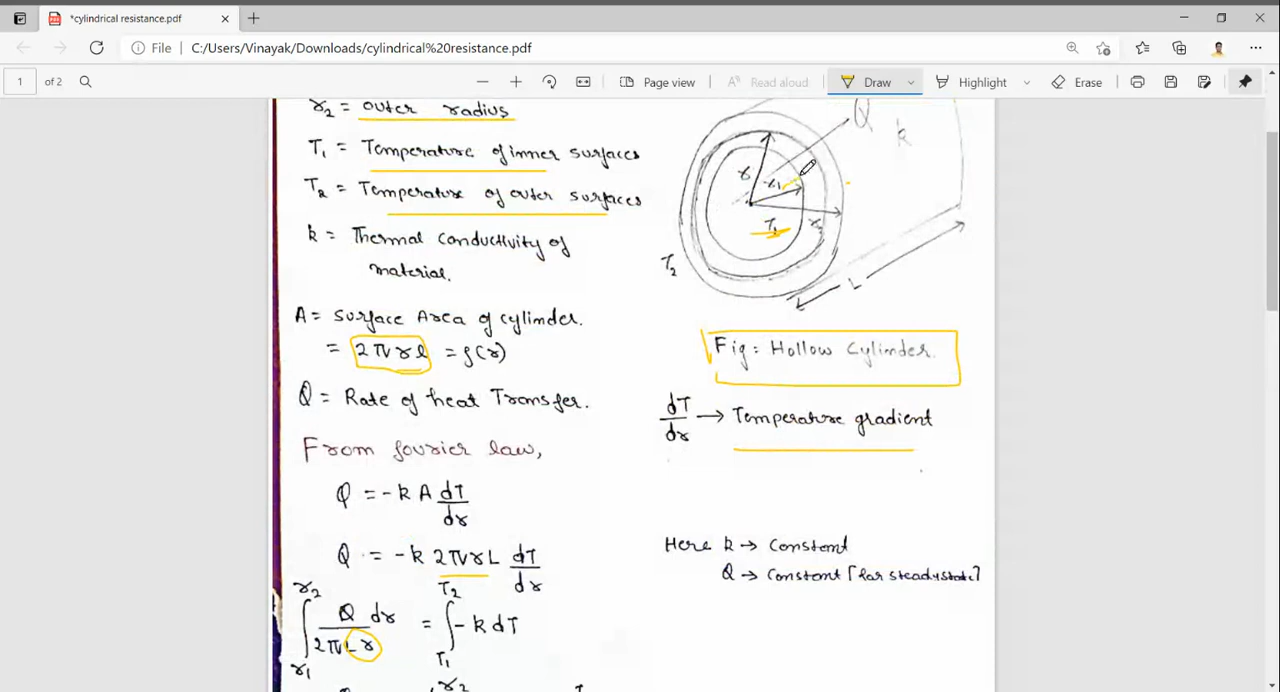 *cylindrical resistance.pdf
File
C:/Users/Vinayak/Downloads/cylindrical%20resistance.pdf
1 of 2
Page view
Read aloud
Draw
Highlight
Erase
r2 = outer radius
T1 = Temperature of inner surfaces
T2 = Temperature of outer surfaces
k = Thermal conductivity of
material.
A = Surface Area of cylinder.
= 2πrl = f(r)
Q = Rate of heat Transfer.
From fourier law,
Q = -k A dT/dr
Q = -k 2πrL dT/dr
∫r1^r2 Q dr / 2πLr = ∫T1^T2 -k dT
r2
Q
k
r
r1
T1
r2
T2
L
Fig: Hollow Cylinder.
dT/dr → Temperature gradient
Here k → Constant
Q → Constant [for steady state]